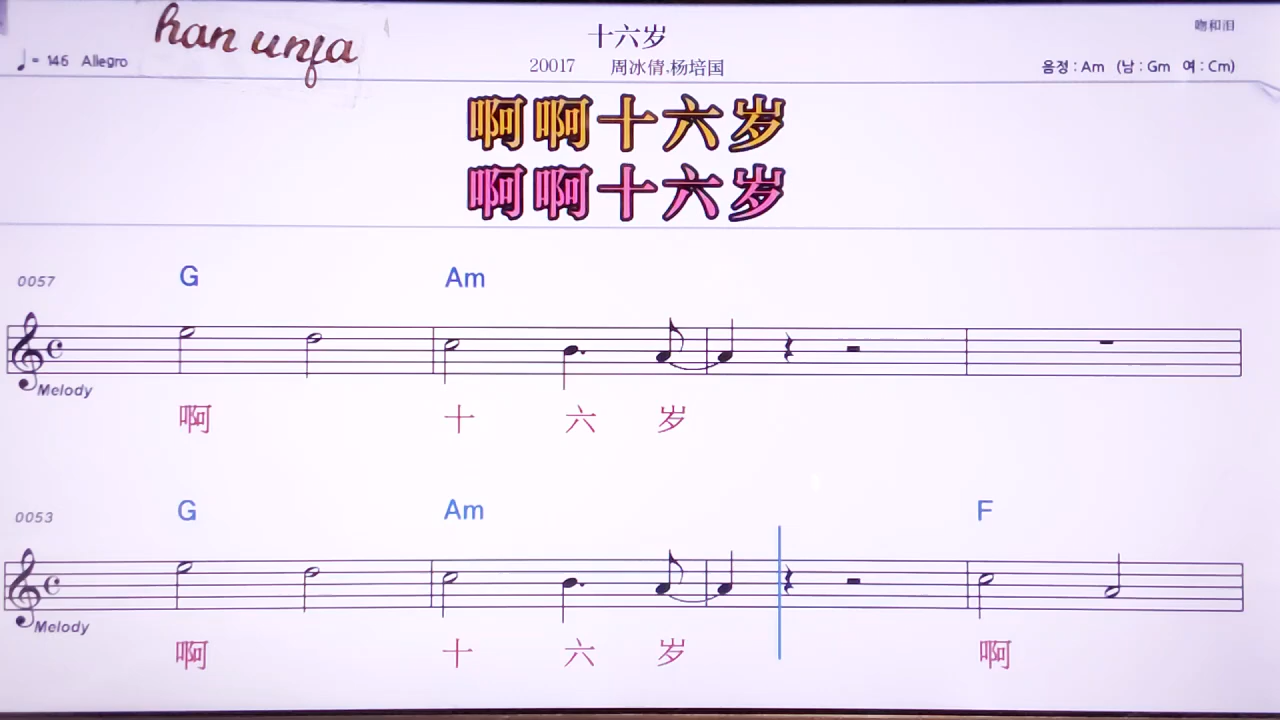 han unfa
十六岁
吻和泪
♩= 146 Allegro
20017 周冰倩.杨培国
음정 : Am (남 : Gm 여 : Cm)
啊啊十六岁
啊啊十六岁
0057
G Am
Melody
啊 十 六 岁
0053
G Am F
Melody
啊 十 六 岁 啊